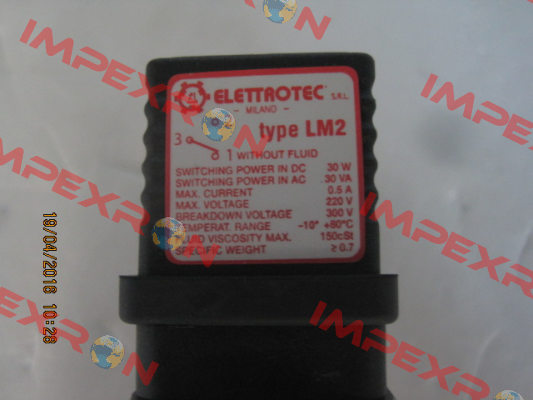 ELETTROTEC S.R.L.
~ MILANO ~
type LM2
3
1 WITHOUT FLUID
SWITCHING POWER IN DC 30 W
SWITCHING POWER IN AC 30 VA
MAX. CURRENT 0.5 A
MAX. VOLTAGE 220 V
BREAKDOWN VOLTAGE 300 V
TEMPERAT. RANGE -10° +80°C
FLUID VISCOSITY MAX. 150cSt
SPECIFIC WEIGHT ≥ 0.7
19/04/2016 10:26
IMPEXRON
IMPEXRON
IMPEXRON
IMPEXRON